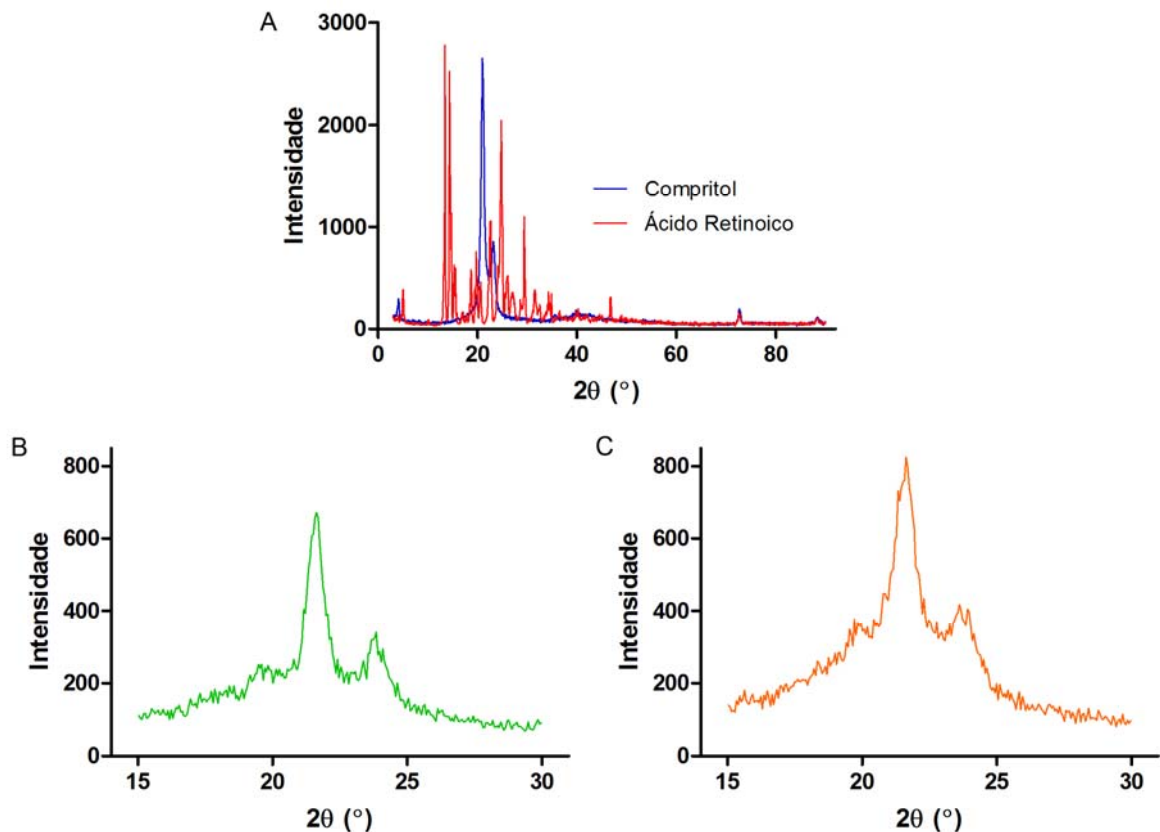 A
3000
2000
1000
0
Intensidade
Compritol
Ácido Retinoico
0 20 40 60 80
2θ (°)
B
800
600
400
200
0
Intensidade
15 20 25 30
2θ (°)
C
800
600
400
200
0
Intensidade
15 20 25 30
2θ (°)